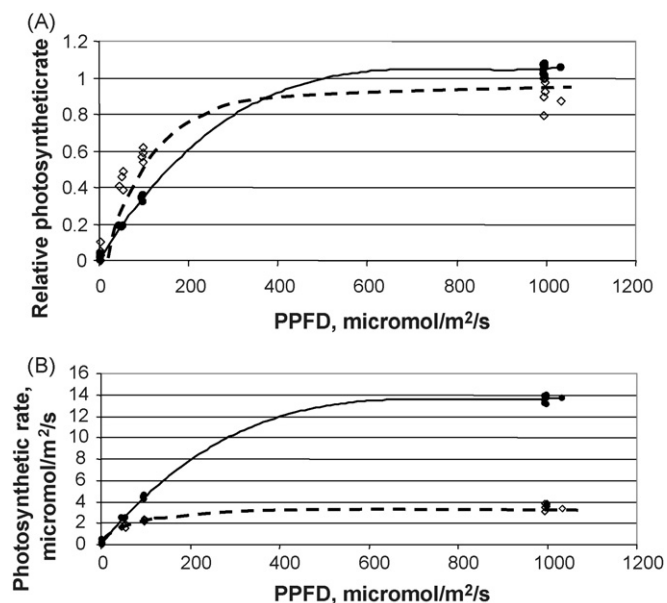 (A)
1.2
1
0.8
0.6
0.4
0.2
0
Relative photosyntheticrate
0 200 400 600 800 1000 1200
PPFD, micromol/m²/s
(B)
16
14
12
10
8
6
4
2
0
Photosynthetic rate,
micromol/m²/s
0 200 400 600 800 1000 1200
PPFD, micromol/m²/s